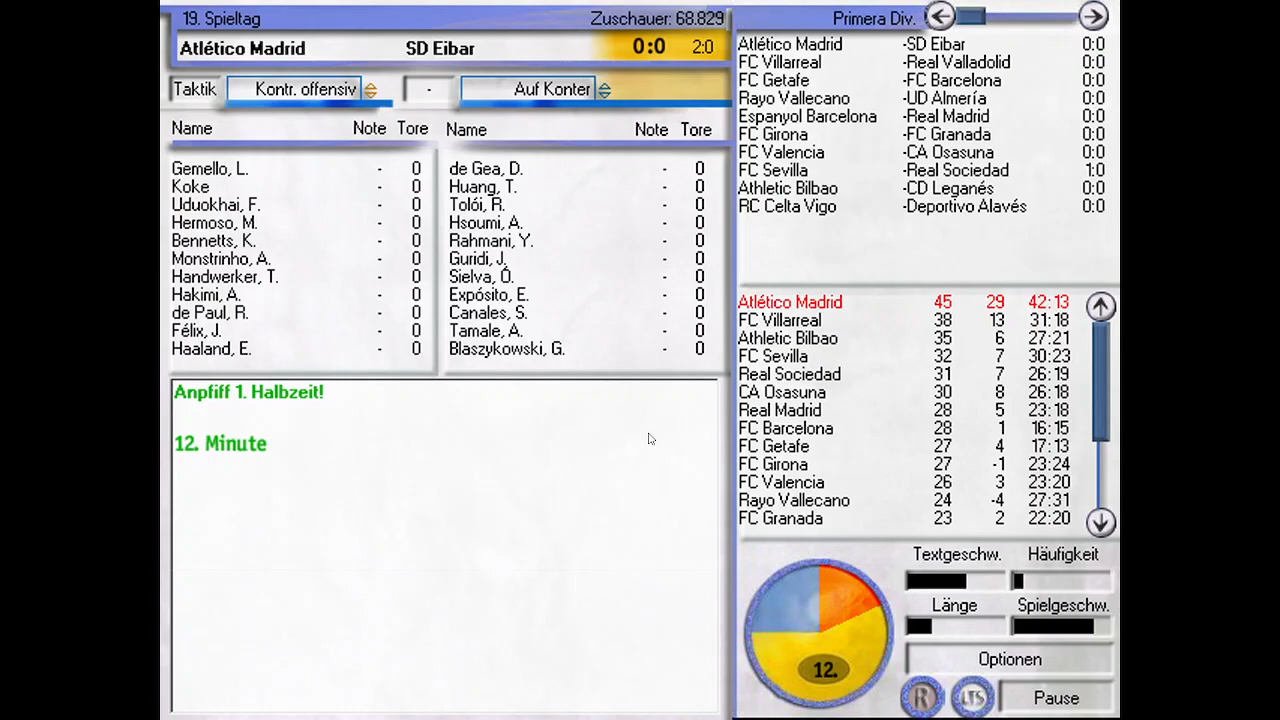 19. Spieltag Zuschauer: 68.829
Atlético Madrid SD Eibar 0:0 2:0
Taktik Kontr. offensiv - Auf Konter
Name Note Tore Name Note Tore
Gemello, L. - 0 de Gea, D. - 0
Koke - 0 Huang, T. - 0
Uduokhai, F. - 0 Tolói, R. - 0
Hermoso, M. - 0 Hsoumi, A. - 0
Bennetts, K. - 0 Rahmani, Y. - 0
Monstrinho, A. - 0 Guridi, J. - 0
Handwerker, T. - 0 Sielva, Ó. - 0
Hakimi, A. - 0 Expósito, E. - 0
de Paul, R. - 0 Canales, S. - 0
Félix, J. - 0 Tamale, A. - 0
Haaland, E. - 0 Blaszykowski, G. - 0
Anpfiff 1. Halbzeit!
12. Minute
Primera Div.
Atlético Madrid -SD Eibar 0:0
FC Villarreal -Real Valladolid 0:0
FC Getafe -FC Barcelona 0:0
Rayo Vallecano -UD Almería 0:0
Espanyol Barcelona -Real Madrid 0:0
FC Girona -FC Granada 0:0
FC Valencia -CA Osasuna 0:0
FC Sevilla -Real Sociedad 1:0
Athletic Bilbao -CD Leganés 0:0
RC Celta Vigo -Deportivo Alavés 0:0
Atlético Madrid 45 29 42:13
FC Villarreal 38 13 31:18
Athletic Bilbao 35 6 27:21
FC Sevilla 32 7 30:23
Real Sociedad 31 7 26:19
CA Osasuna 30 8 26:18
Real Madrid 28 5 23:18
FC Barcelona 28 1 16:15
FC Getafe 27 4 17:13
FC Girona 27 -1 23:24
FC Valencia 26 3 23:20
Rayo Vallecano 24 -4 27:31
FC Granada 23 2 22:20
Textgeschw. Häufigkeit
Länge Spielgeschw.
Optionen
12.
R LTS Pause